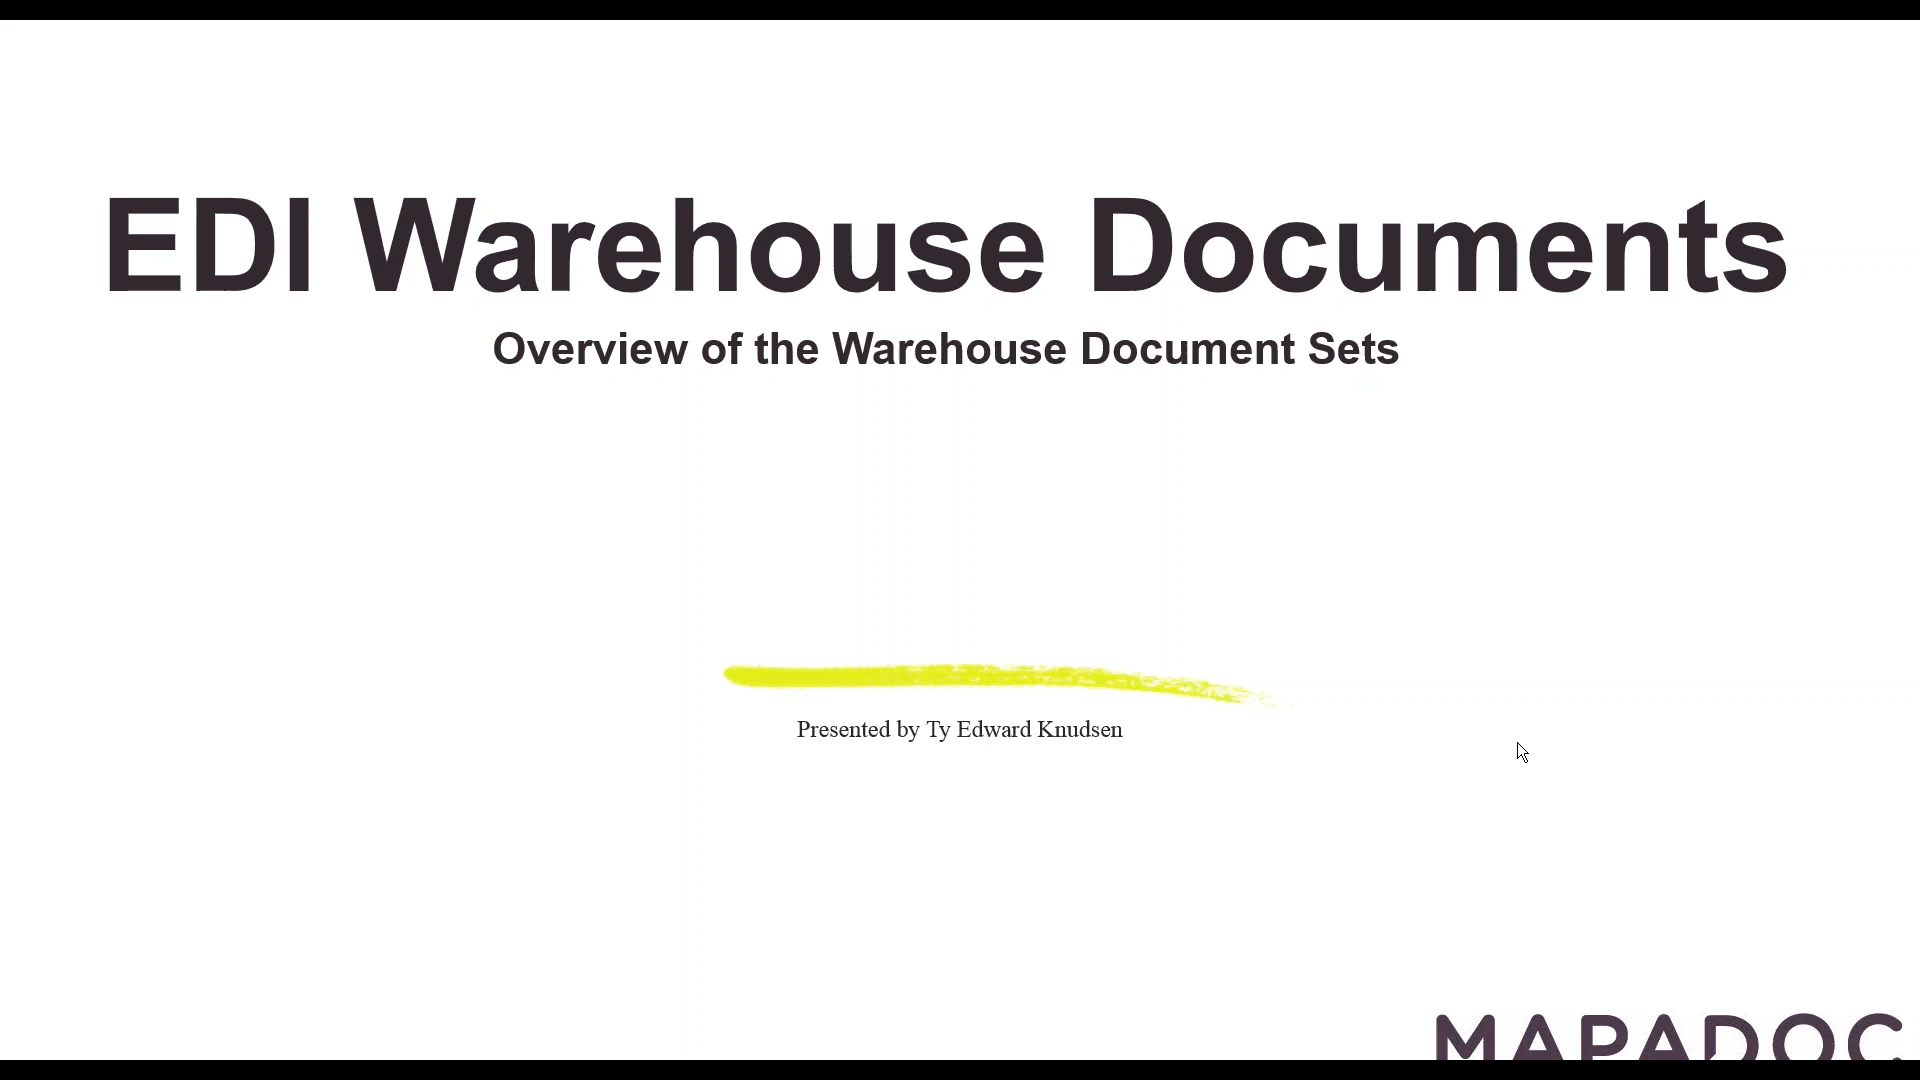 EDI Warehouse Documents
Overview of the Warehouse Document Sets
Presented by Ty Edward Knudsen
MAPADOC